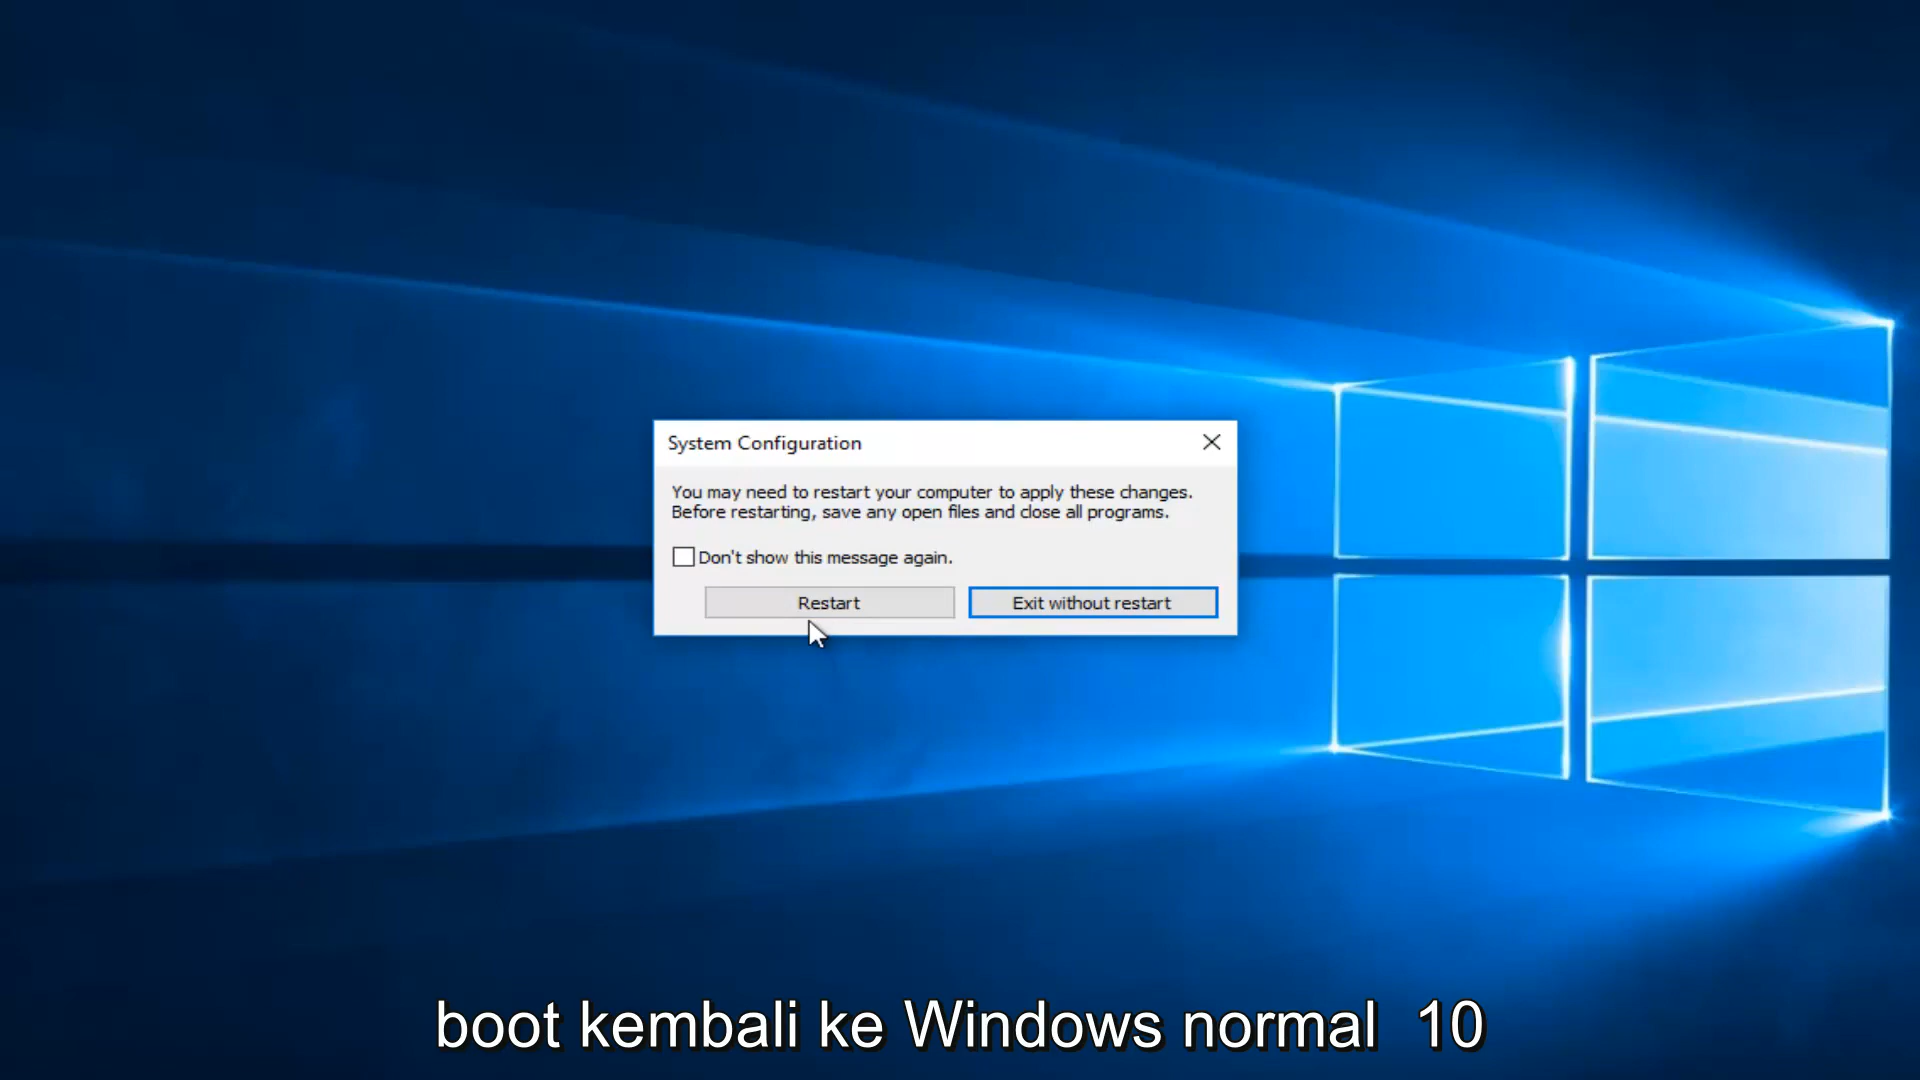 System Configuration
You may need to restart your computer to apply these changes.
Before restarting, save any open files and close all programs.
Don't show this message again.
Restart
Exit without restart
boot kembali ke Windows normal  10